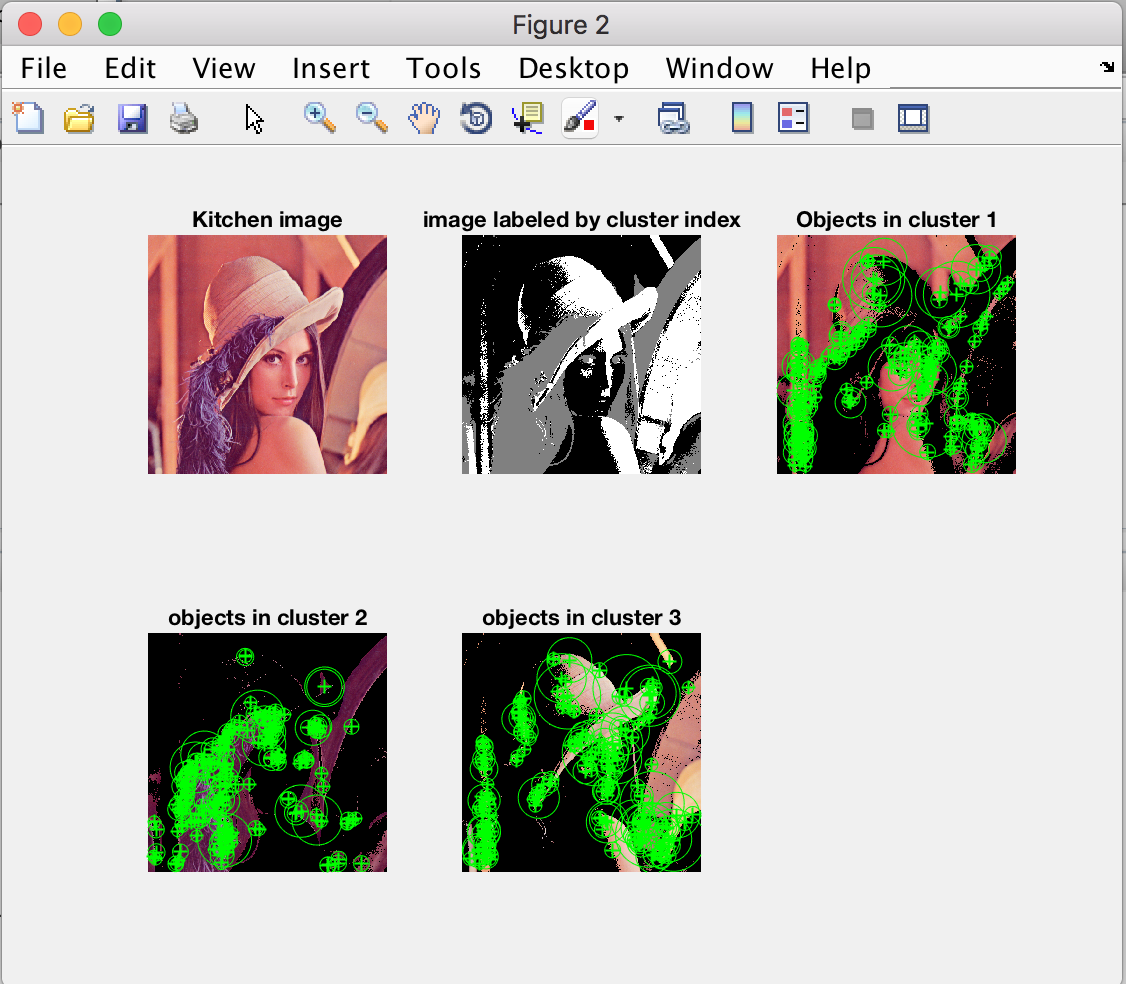 Figure 2
File Edit View Insert Tools Desktop Window Help
Kitchen image
image labeled by cluster index
Objects in cluster 1
objects in cluster 2
objects in cluster 3